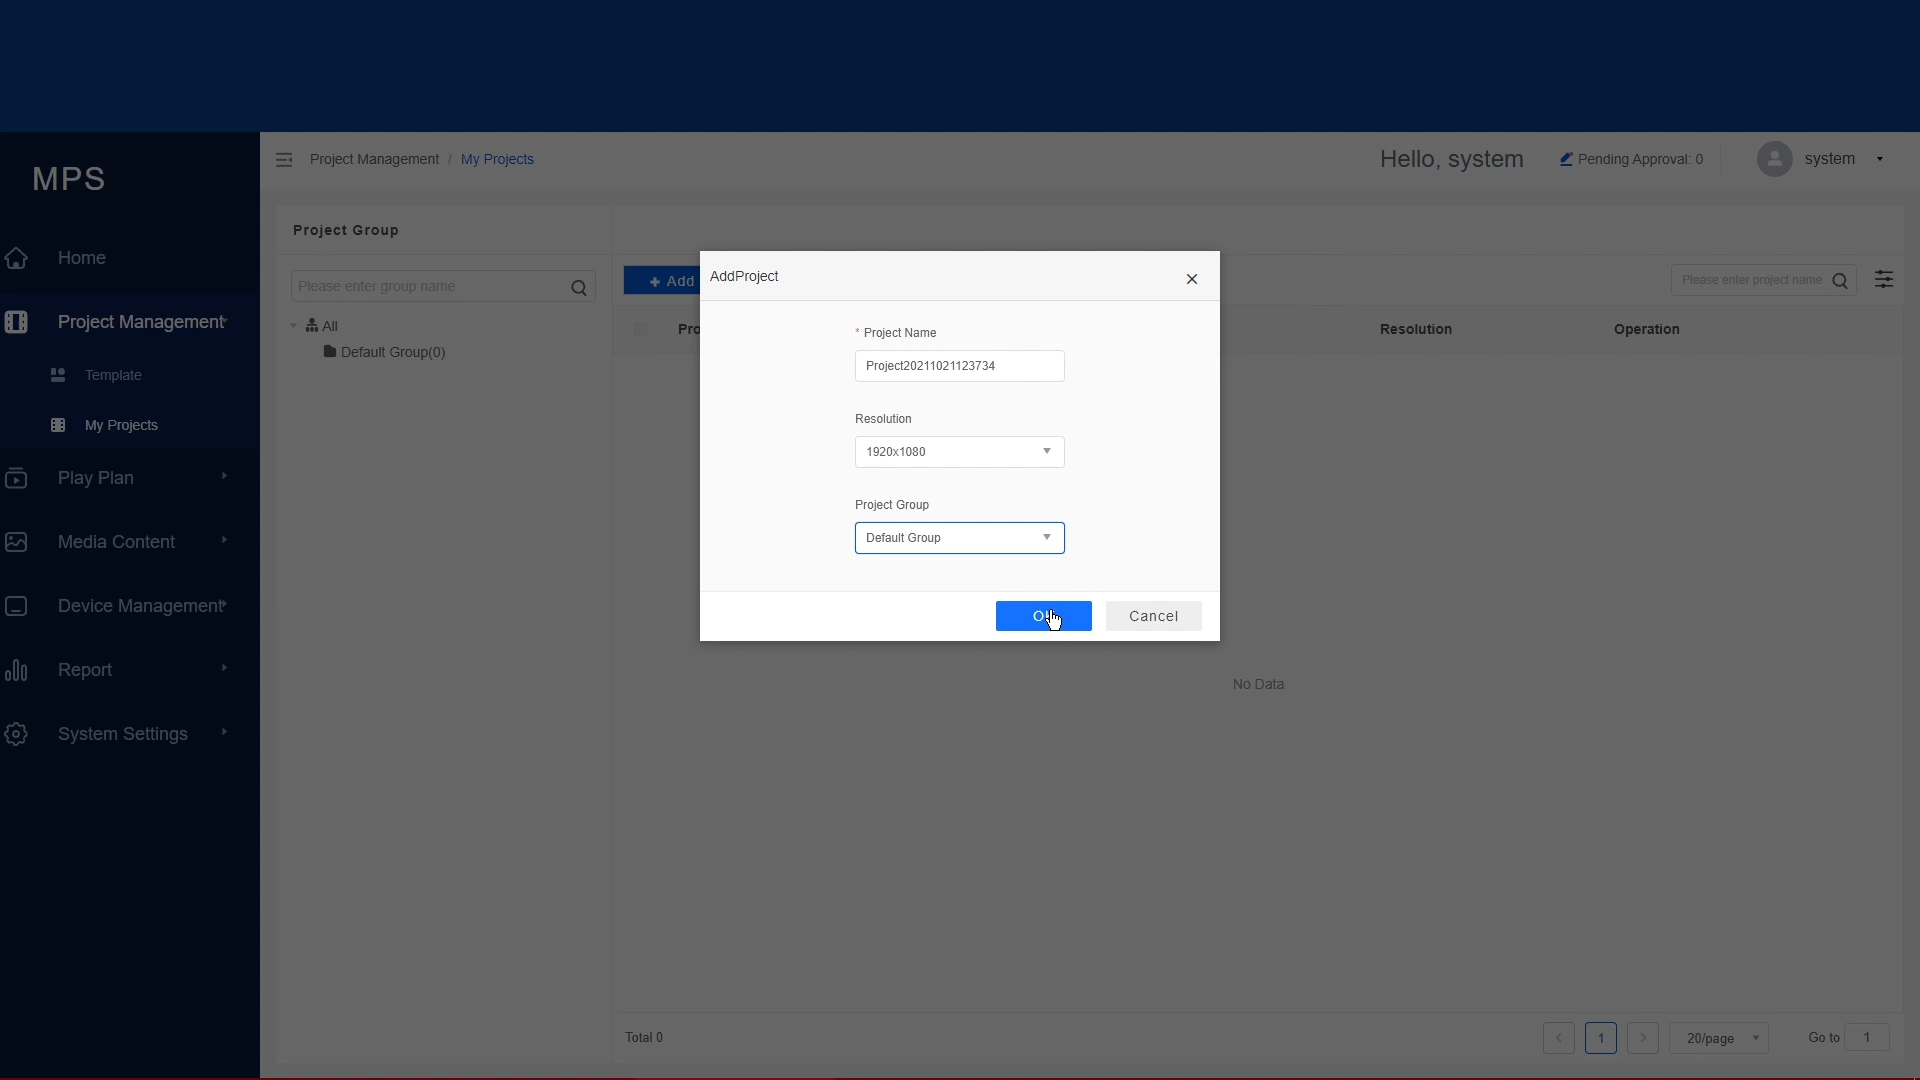 MPS
Project Management / My Projects
Hello, system
Pending Approval: 0
system
Home
Project Management
Template
My Projects
Play Plan
Media Content
Device Management
Report
System Settings
Project Group
Please enter group name
All
Default Group(0)
+ Add
Please enter project name
Resolution
Operation
AddProject
* Project Name
Project20211021123734
Resolution
1920x1080
Project Group
Default Group
Cancel
No Data
Total 0
< 1 > 20/page Go to 1